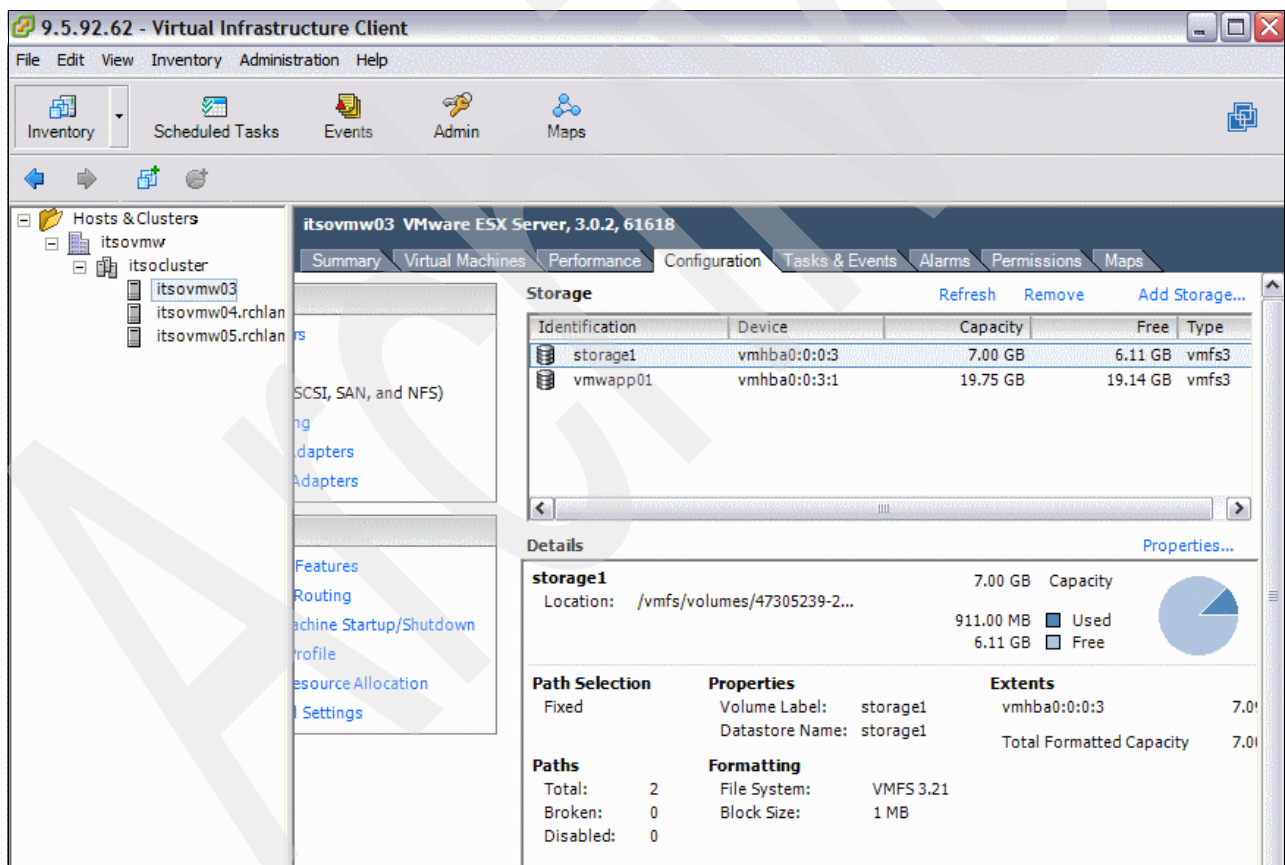 9.5.92.62 - Virtual Infrastructure Client
File Edit View Inventory Administration Help
Inventory Scheduled Tasks Events Admin Maps
Hosts & Clusters
itsovmw
itsocluster
itsovmw03
itsovmw04.rchlan
itsovmw05.rchlan
itsovmw03 VMware ESX Server, 3.0.2, 61618
Summary Virtual Machines Performance Configuration Tasks & Events Alarms Permissions Maps
rs
SCSI, SAN, and NFS)
ng
dapters
Adapters
Features
Routing
achine Startup/Shutdown
rofile
esource Allocation
Settings
Storage Refresh Remove Add Storage...
Identification Device Capacity Free Type
storage1 vmhba0:0:0:3 7.00 GB 6.11 GB vmfs3
vmwapp01 vmhba0:0:3:1 19.75 GB 19.14 GB vmfs3
Details Properties...
storage1 7.00 GB Capacity
Location: /vmfs/volumes/47305239-2...
911.00 MB Used
6.11 GB Free
Path Selection Properties Extents
Fixed Volume Label: storage1 vmhba0:0:0:3 7.0
Datastore Name: storage1
Total Formatted Capacity 7.0
Paths Formatting
Total: 2 File System: VMFS 3.21
Broken: 0 Block Size: 1 MB
Disabled: 0